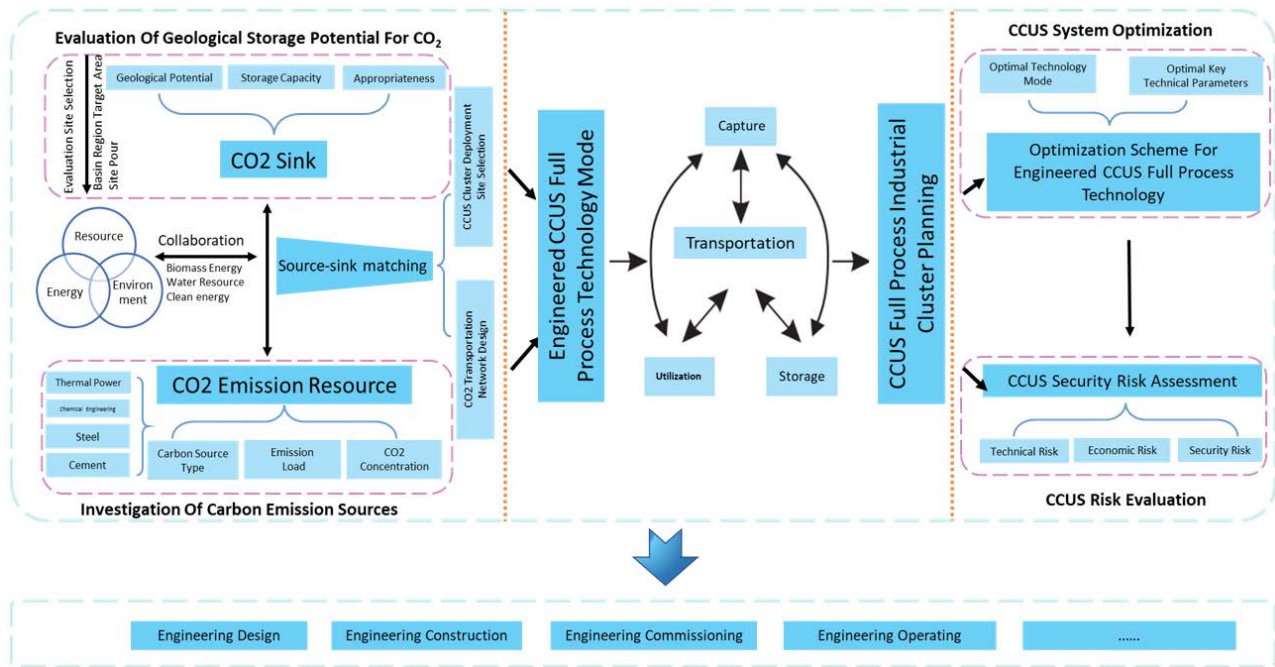 Evaluation Of Geological Storage Potential For CO₂
Evaluation Site Selection
Basin Region Target Area
Site Pour
Geological Potential
Storage Capacity
Appropriateness
CO2 Sink
Resource
Energy
Environ
ment
Collaboration
Biomass Energy
Water Resource
Clean energy
Source-sink matching
CCUS Cluster Deployment
Site Selection
CO2 Transportation
Network Design
CO2 Emission Resource
Thermal Power
Chemical Engineering
Steel
Cement
Carbon Source
Type
Emission
Load
CO2
Concentration
Investigation Of Carbon Emission Sources
Engineered CCUS Full
Process Technology Mode
Capture
Transportation
Utilization
Storage
CCUS Full Process Industrial
Cluster Planning
CCUS System Optimization
Optimal Technology
Mode
Optimal Key
Technical Parameters
Optimization Scheme For
Engineered CCUS Full Process
Technology
CCUS Security Risk Assessment
Technical Risk
Economic Risk
Security Risk
CCUS Risk Evaluation
Engineering Design
Engineering Construction
Engineering Commissioning
Engineering Operating
......